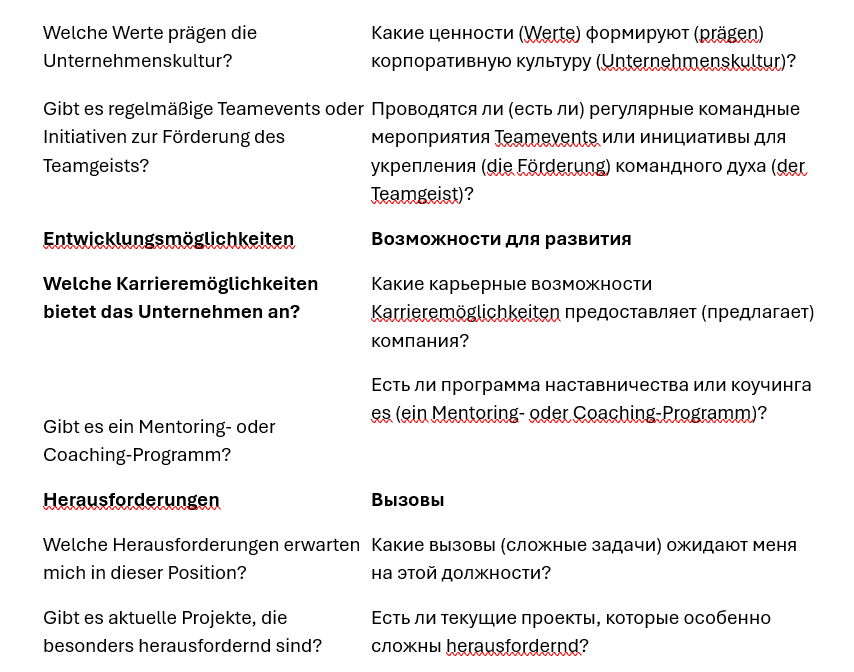 Welche Werte prägen die
Unternehmenskultur?
Какие ценности (Werte) формируют (prägen)
корпоративную культуру (Unternehmenskultur)?
Gibt es regelmäßige Teamevents oder
Initiativen zur Förderung des
Teamgeists?
Проводятся ли (есть ли) регулярные командные
мероприятия Teamevents или инициативы для
укрепления (die Förderung) командного духа (der
Teamgeist)?
Entwicklungsmöglichkeiten
Возможности для развития
Welche Karrieremöglichkeiten
bietet das Unternehmen an?
Какие карьерные возможности
Karrieremöglichkeiten предоставляет (предлагает)
компания?
Gibt es ein Mentoring- oder
Coaching-Programm?
Есть ли программа наставничества или коучинга
es (ein Mentoring- oder Coaching-Programm)?
Herausforderungen
Вызовы
Welche Herausforderungen erwarten
mich in dieser Position?
Какие вызовы (сложные задачи) ожидают меня
на этой должности?
Gibt es aktuelle Projekte, die
besonders herausfordernd sind?
Есть ли текущие проекты, которые особенно
сложны herausfordernd?